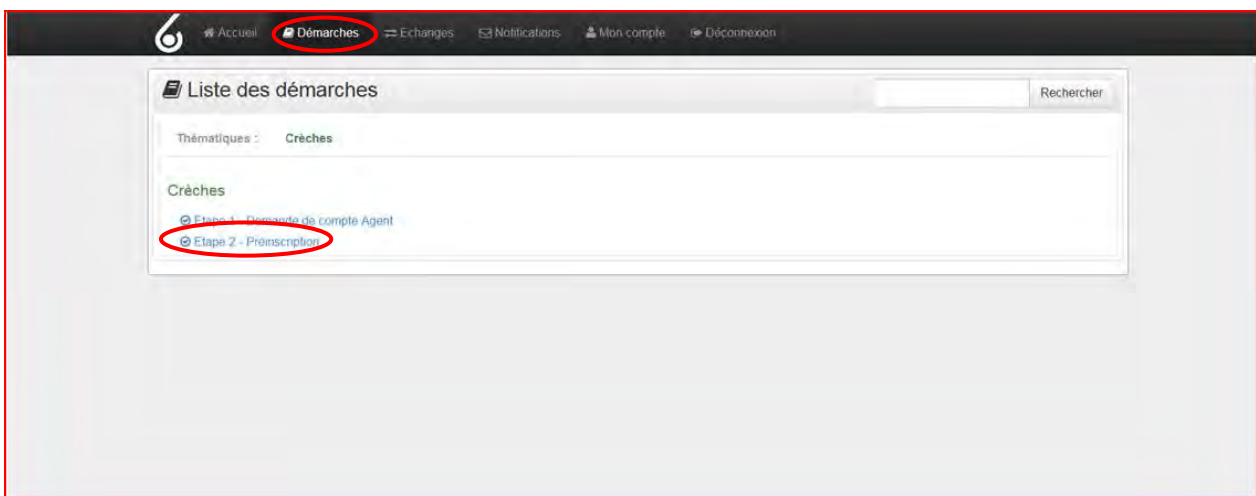 Accueil Démarches Echanges Notifications Mon compte Déconnexion
Liste des démarches
Rechercher
Thématiques : Crèches
Crèches
Etape 1 - Demande de compte Agent
Etape 2 - Préinscription